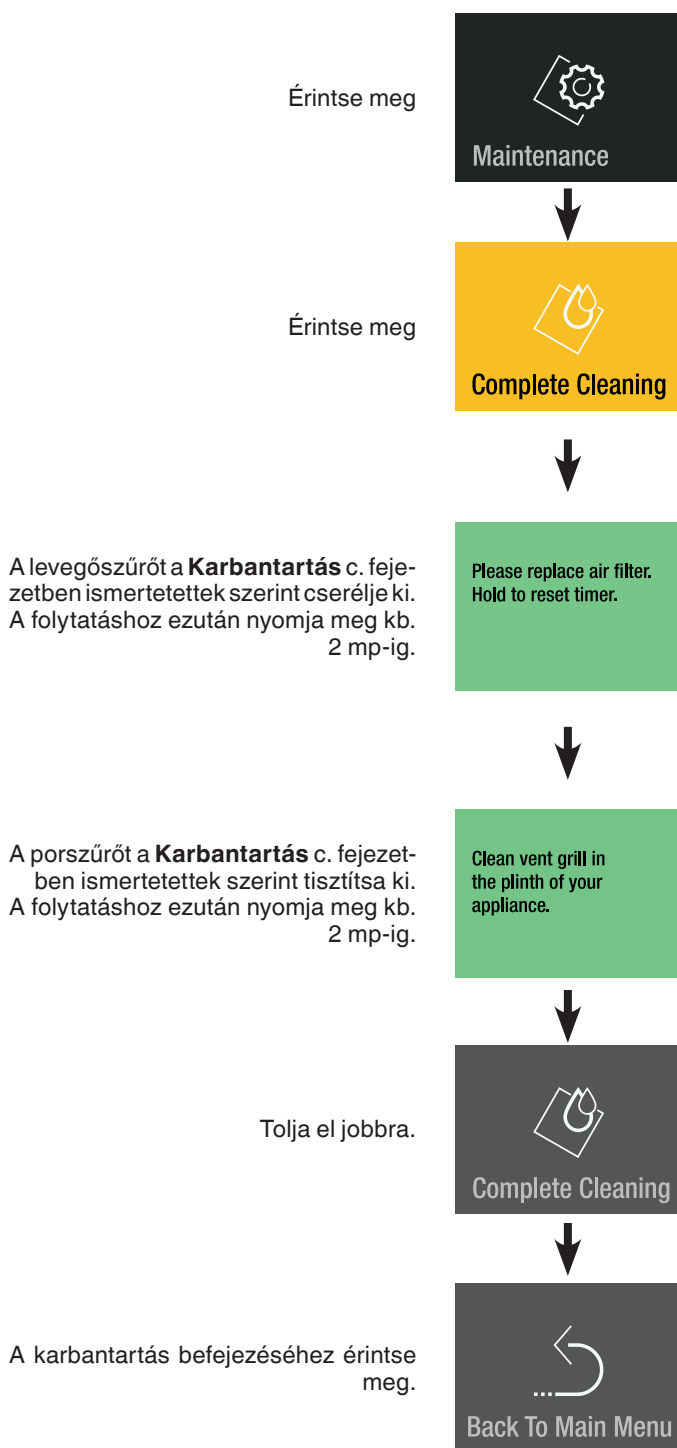 Érintse meg
Maintenance
Érintse meg
Complete Cleaning
A levegőszűrőt a Karbantartás c. feje-
zetben ismertetettek szerint cserélje ki.
A folytatáshoz ezután nyomja meg kb.
2 mp-ig.
Please replace air filter.
Hold to reset timer.
A porszűrőt a Karbantartás c. fejezet-
ben ismertetettek szerint tisztítsa ki.
A folytatáshoz ezután nyomja meg kb.
2 mp-ig.
Clean vent grill in
the plinth of your
appliance.
Tolja el jobbra.
Complete Cleaning
A karbantartás befejezéséhez érintse
meg.
Back To Main Menu